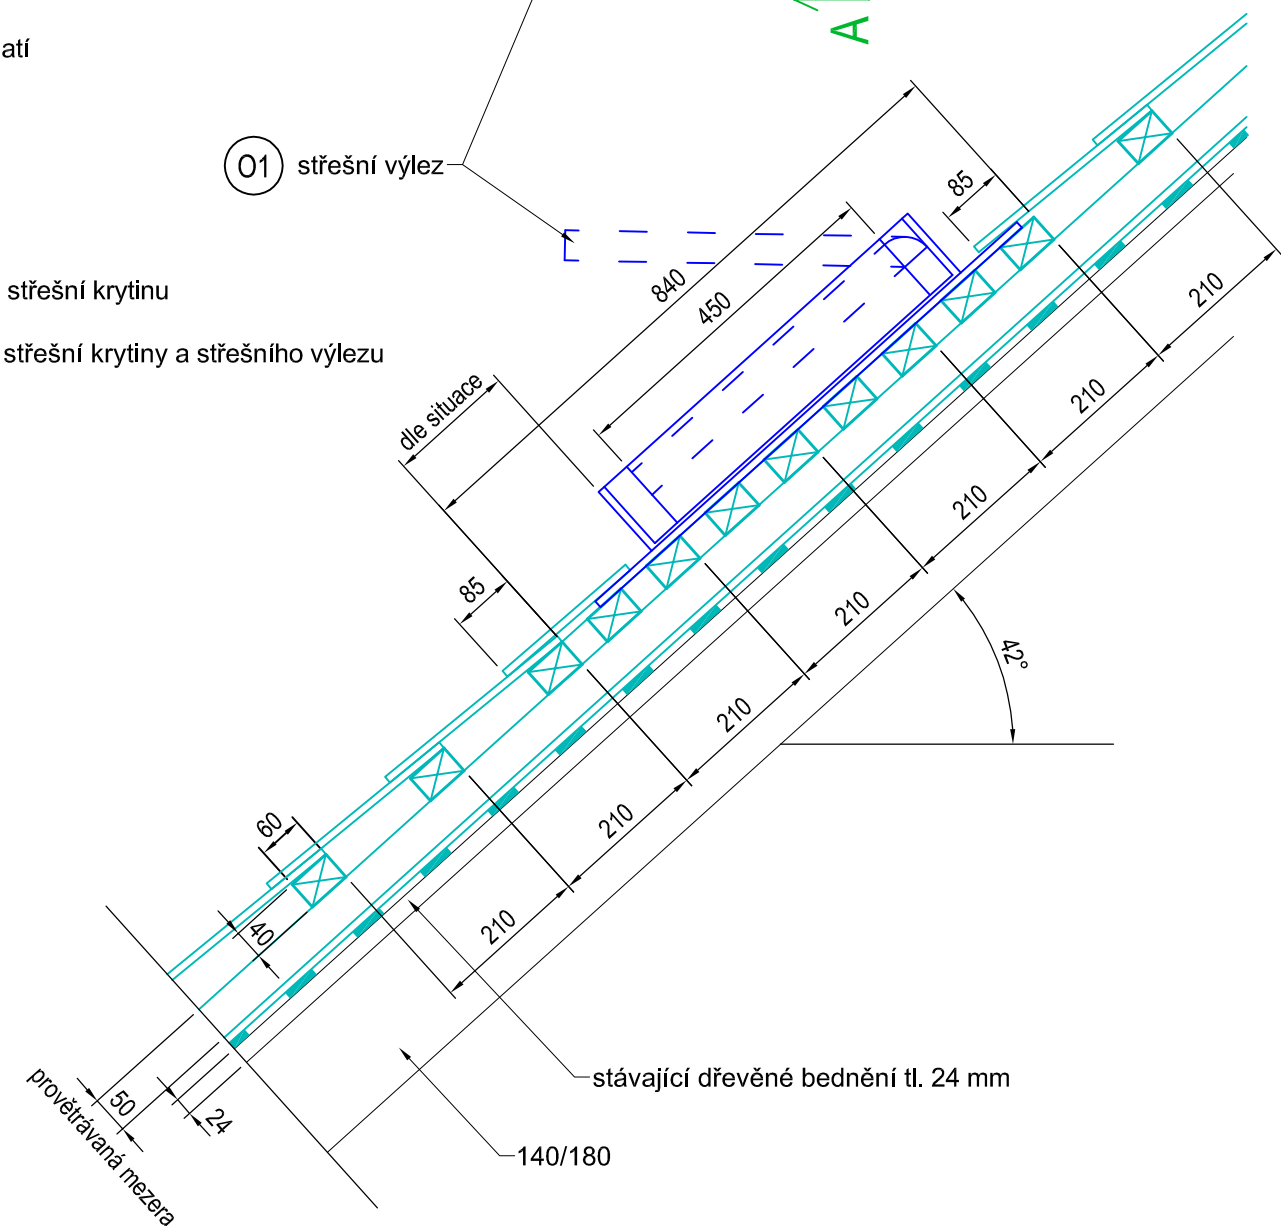 A
atí
01 střešní výlez
85
střešní krytinu
840
210
450
střešní krytiny a střešního výlezu
dle situace
210
210
85
210
42°
210
210
60
210
40
stávající dřevěné bednění tl. 24 mm
50
24
provětrávaná mezera
140/180